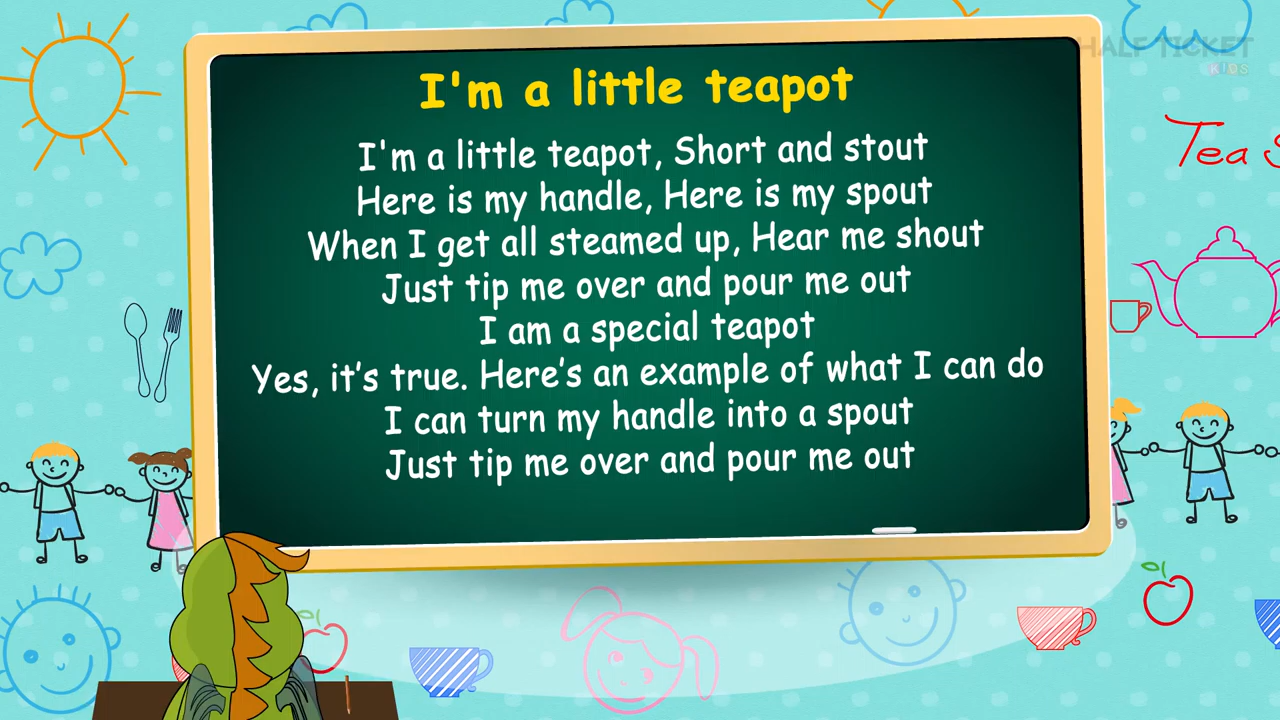 HALF TICKET
KIDS
I'm a little teapot
I'm a little teapot, Short and stout
Here is my handle, Here is my spout
When I get all steamed up, Hear me shout
Just tip me over and pour me out
I am a special teapot
Yes, it's true. Here's an example of what I can do
I can turn my handle into a spout
Just tip me over and pour me out
Tea